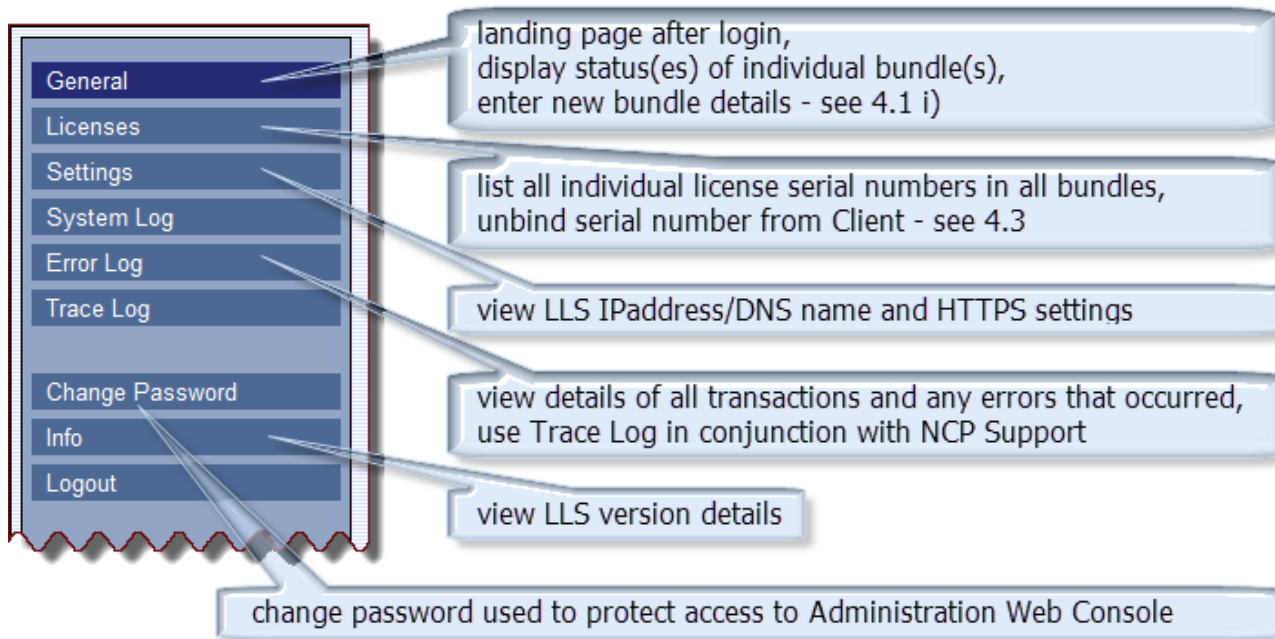 General
Licenses
Settings
System Log
Error Log
Trace Log
Change Password
Info
Logout
landing page after login,
display status(es) of individual bundle(s),
enter new bundle details - see 4.1 i)
list all individual license serial numbers in all bundles,
unbind serial number from Client - see 4.3
view LLS IPaddress/DNS name and HTTPS settings
view details of all transactions and any errors that occurred,
use Trace Log in conjunction with NCP Support
view LLS version details
change password used to protect access to Administration Web Console